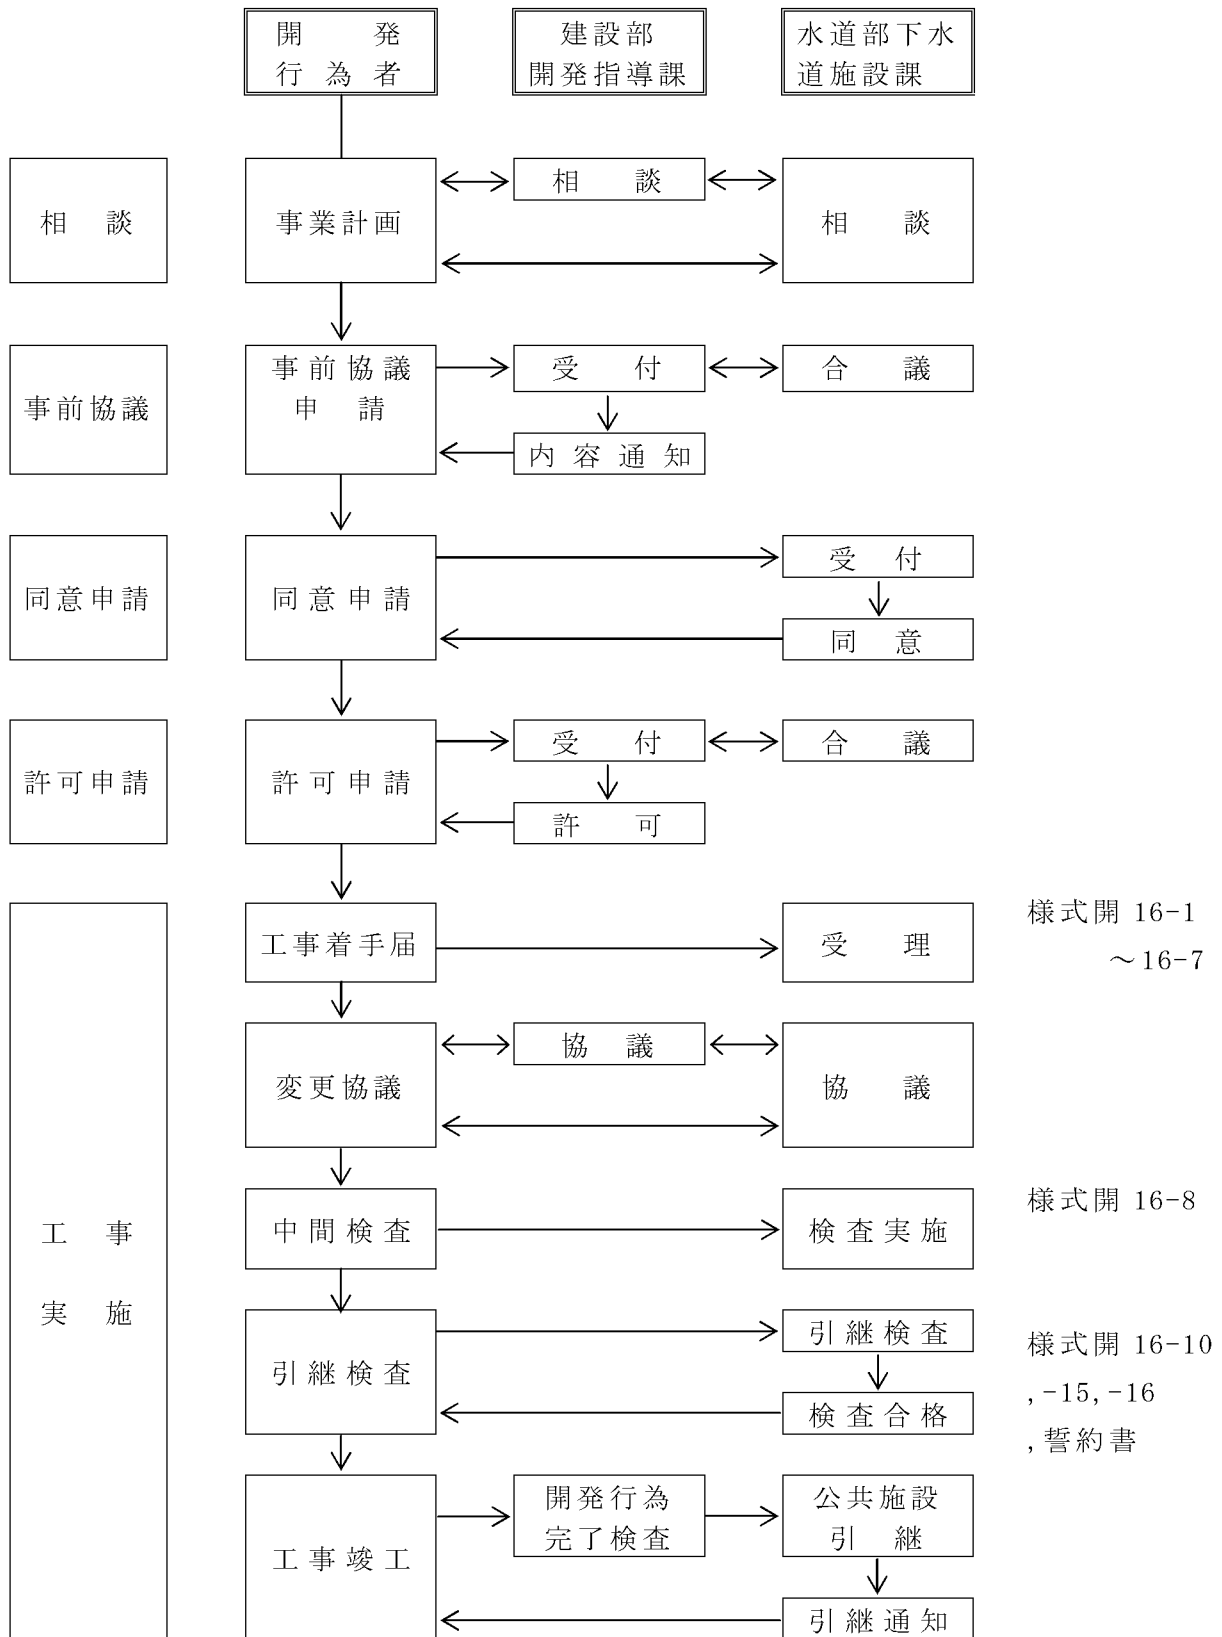 開　発
行為者
建設部
開発指導課
水道部下水
道施設課
相　談
事業計画
相　談
相　談
事前協議
事前協議
申　請
受　付
合　議
内容通知
同意申請
同意申請
受　付
同　意
許可申請
許可申請
受　付
合　議
許　可
工　事
実　施
工事着手届
受　理
様式開 16-1
～16-7
変更協議
協　議
協　議
中間検査
検査実施
様式開 16-8
引継検査
引継検査
検査合格
様式開 16-10
,-15,-16
,誓約書
工事竣工
開発行為
完了検査
公共施設
引　継
引継通知